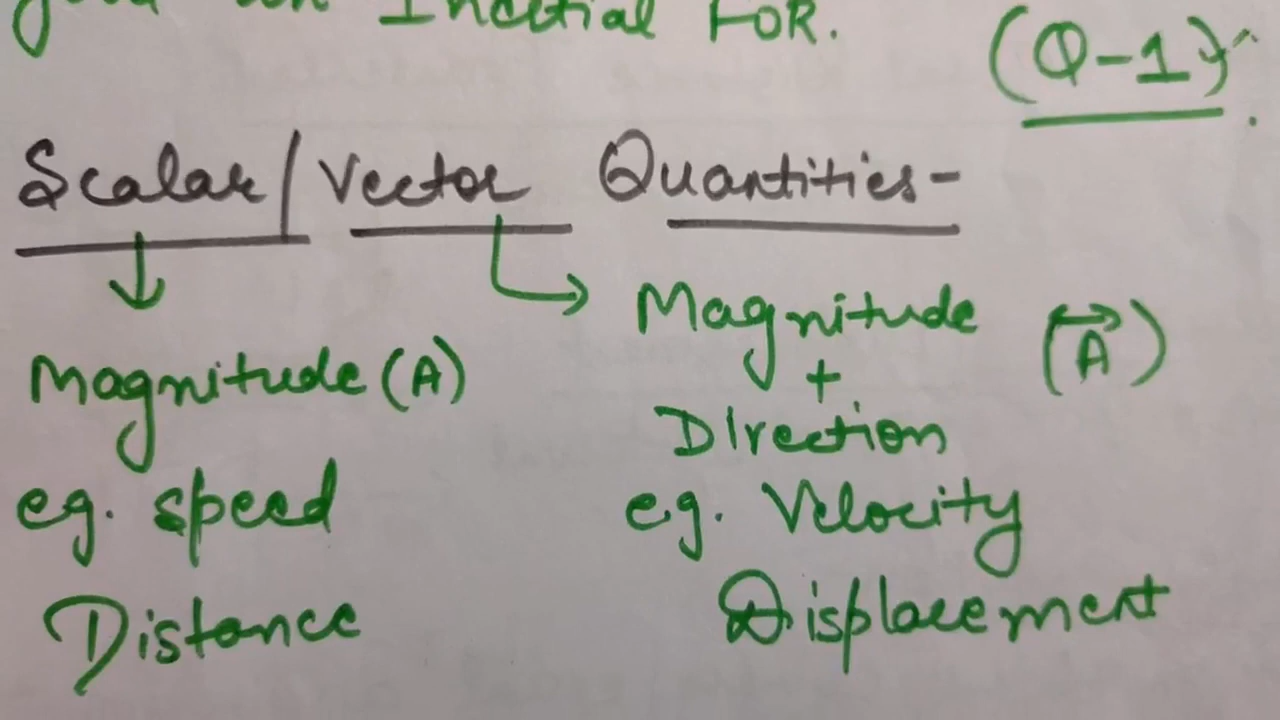 Inertial FOR.
(Q-1)
Scalar/Vector Quantities-
Magnitude (A)
eg. speed
Distance
Magnitude (A)
+
Direction
eg. Velocity
Displacement